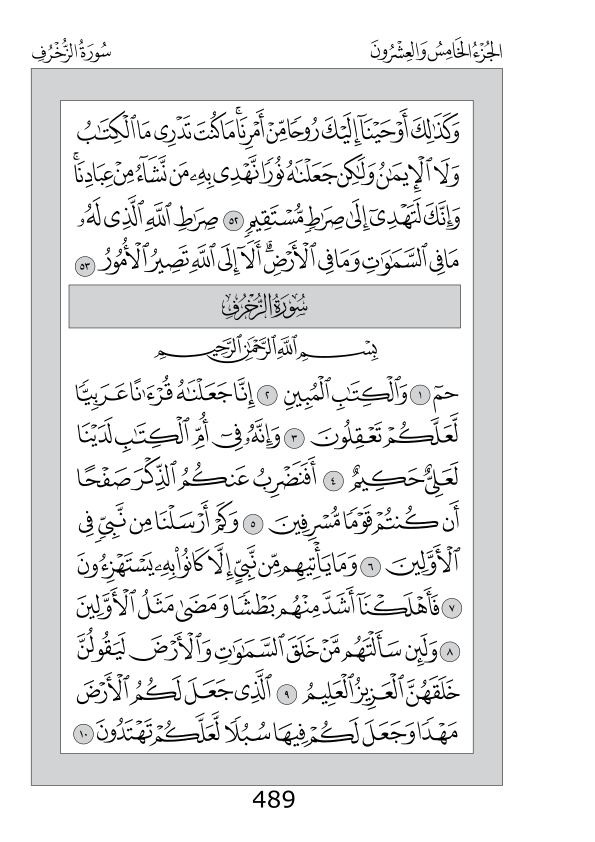 الجُزْءُ الخَامِسُ وَالعِشْرُونَ
سُورَةُ الزُّخْرُفِ
وَكَذَٰلِكَ أَوْحَيْنَآ إِلَيْكَ رُوحًا مِّنْ أَمْرِنَا ۚ مَا كُنتَ تَدْرِى مَا ٱلْكِتَٰبُ
وَلَا ٱلْإِيمَٰنُ وَلَٰكِن جَعَلْنَٰهُ نُورًا نَّهْدِى بِهِۦ مَن نَّشَآءُ مِنْ عِبَادِنَا ۚ
وَإِنَّكَ لَتَهْدِىٓ إِلَىٰ صِرَٰطٍ مُّسْتَقِيمٍ ٥٢ صِرَٰطِ ٱللَّهِ ٱلَّذِى لَهُۥ
مَا فِى ٱلسَّمَٰوَٰتِ وَمَا فِى ٱلْأَرْضِ ۗ أَلَآ إِلَى ٱللَّهِ تَصِيرُ ٱلْأُمُورُ ٥٣
سُورَةُ الزُّخْرُفِ
بِسْمِ ٱللَّهِ ٱلرَّحْمَٰنِ ٱلرَّحِيمِ
حمٓ ١ وَٱلْكِتَٰبِ ٱلْمُبِينِ ٢ إِنَّا جَعَلْنَٰهُ قُرْءَٰنًا عَرَبِيًّا
لَّعَلَّكُمْ تَعْقِلُونَ ٣ وَإِنَّهُۥ فِىٓ أُمِّ ٱلْكِتَٰبِ لَدَيْنَا
لَعَلِىٌّ حَكِيمٌ ٤ أَفَنَضْرِبُ عَنكُمُ ٱلذِّكْرَ صَفْحًا
أَن كُنتُمْ قَوْمًا مُّسْرِفِينَ ٥ وَكَمْ أَرْسَلْنَا مِن نَّبِىٍّ فِى
ٱلْأَوَّلِينَ ٦ وَمَا يَأْتِيهِم مِّن نَّبِىٍّ إِلَّا كَانُوا۟ بِهِۦ يَسْتَهْزِءُونَ
٧ فَأَهْلَكْنَآ أَشَدَّ مِنْهُم بَطْشًا وَمَضَىٰ مَثَلُ ٱلْأَوَّلِينَ
٨ وَلَئِن سَأَلْتَهُم مَّنْ خَلَقَ ٱلسَّمَٰوَٰتِ وَٱلْأَرْضَ لَيَقُولُنَّ
خَلَقَهُنَّ ٱلْعَزِيزُ ٱلْعَلِيمُ ٩ ٱلَّذِى جَعَلَ لَكُمُ ٱلْأَرْضَ
مَهْدًا وَجَعَلَ لَكُمْ فِيهَا سُبُلًا لَّعَلَّكُمْ تَهْتَدُونَ ١٠
489